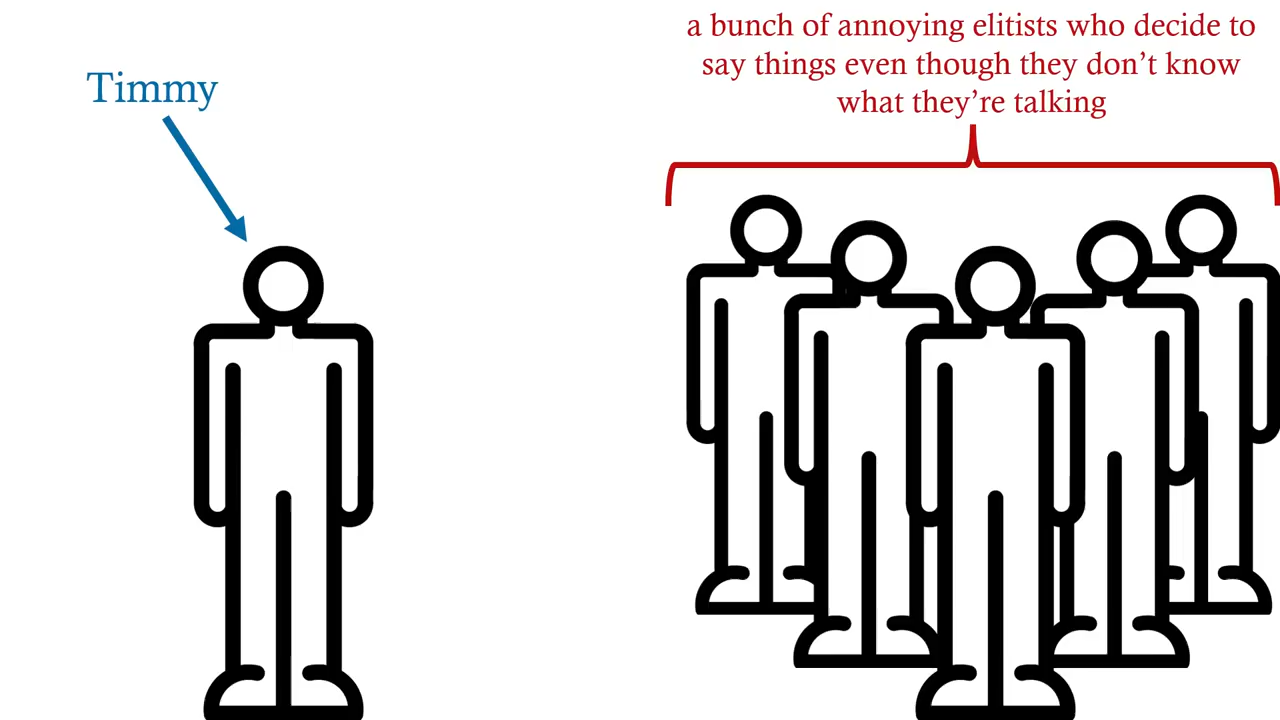 Timmy
a bunch of annoying elitists who decide to
say things even though they don’t know
what they’re talking